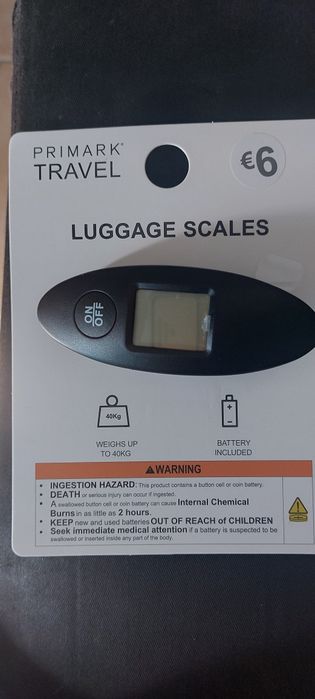 PRIMARK®
TRAVEL
€6
LUGGAGE SCALES
ON
OFF
40Kg
WEIGHS UP
TO 40KG
BATTERY
INCLUDED
WARNING
• INGESTION HAZARD: This product contains a button cell or coin battery.
• DEATH or serious injury can occur if ingested.
• A swallowed button cell or coin battery can cause Internal Chemical
Burns in as little as 2 hours.
• KEEP new and used batteries OUT OF REACH of CHILDREN
• Seek immediate medical attention if a battery is suspected to be
swallowed or inserted inside any part of the body.